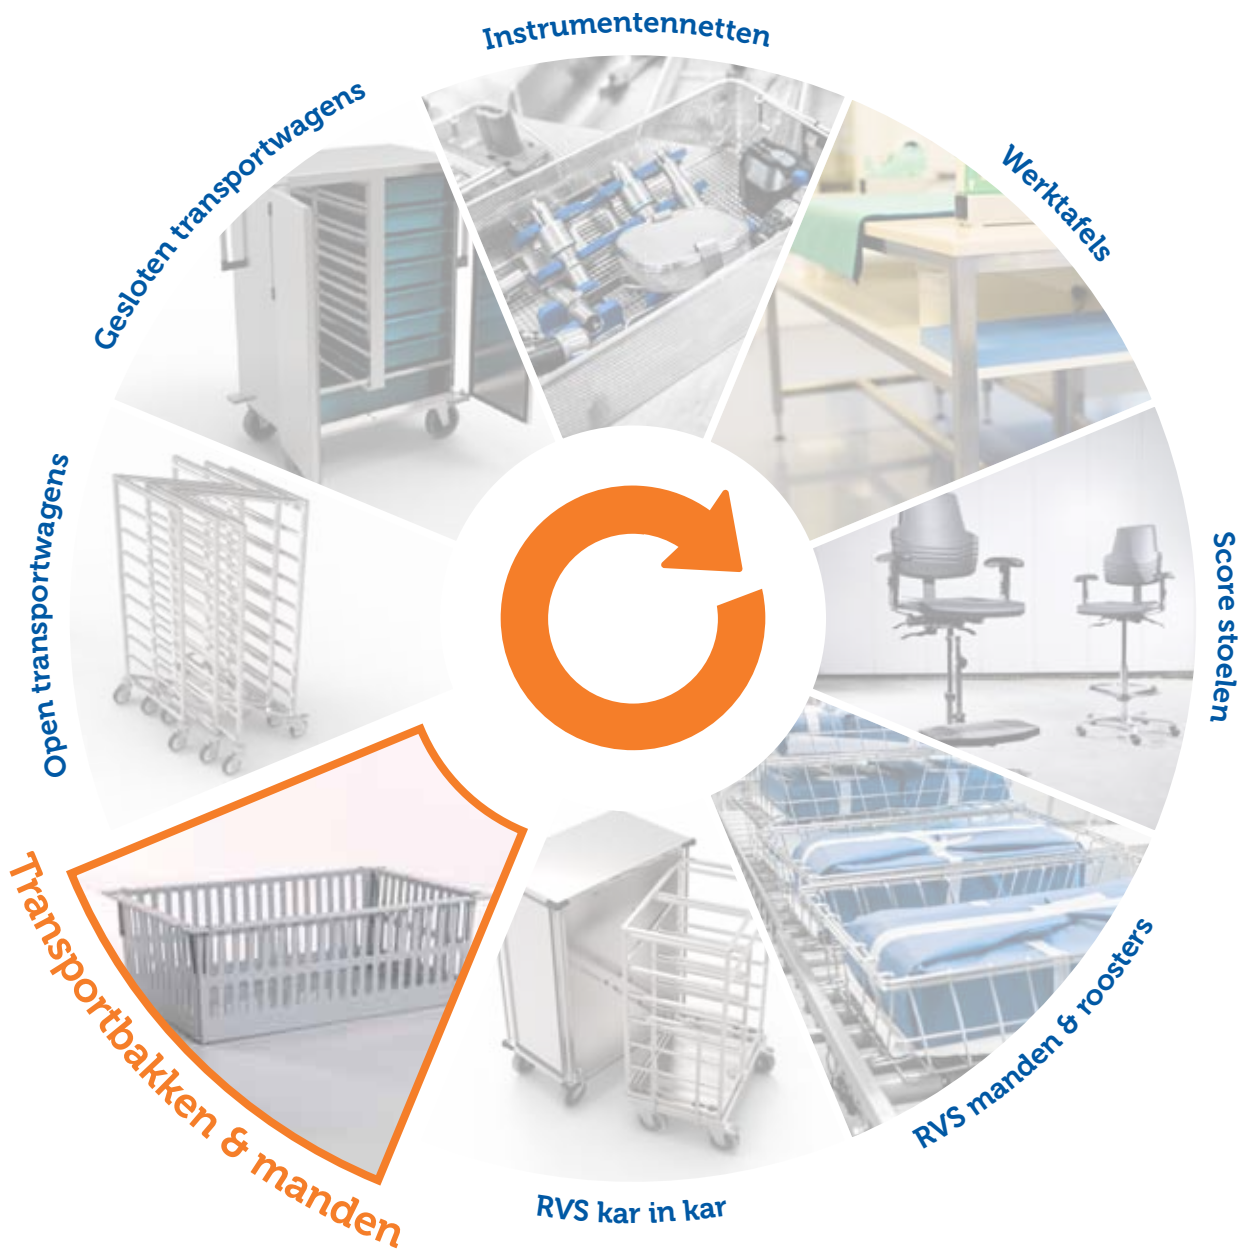 Instrumentennetten
Werktafels
Score stoelen
RVS manden & roosters
RVS kar in kar
Transportbakken & manden
Open transportwagens
Gesloten transportwagens